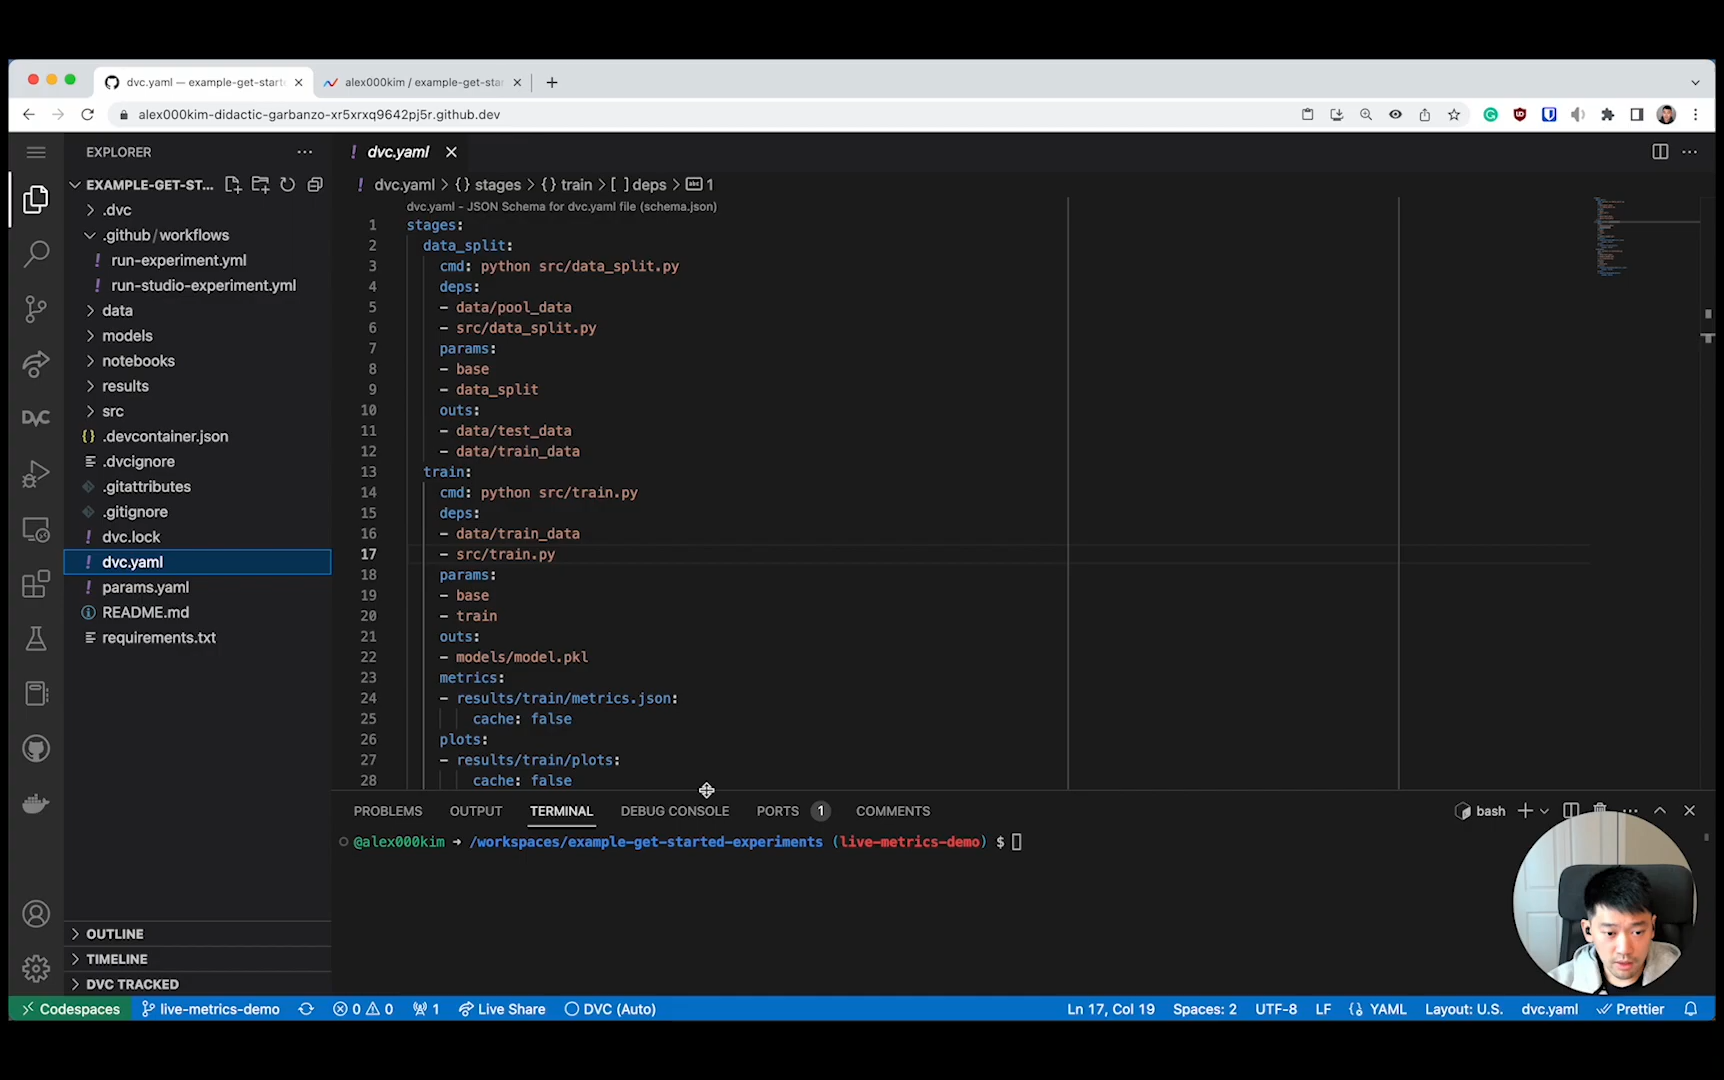 dvc.yaml — example-get-starte
alex000kim / example-get-star
alex000kim-didactic-garbanzo-xr5xrxq9642pj5r.github.dev
EXPLORER
dvc.yaml
EXAMPLE-GET-ST...
dvc.yaml > {} stages > {} train > [ ] deps > abc 1
dvc.yaml - JSON Schema for dvc.yaml file (schema.json)
.dvc
.github / workflows
run-experiment.yml
run-studio-experiment.yml
data
models
notebooks
results
src
.devcontainer.json
.dvcignore
.gitattributes
.gitignore
dvc.lock
dvc.yaml
params.yaml
README.md
requirements.txt
OUTLINE
TIMELINE
DVC TRACKED
DVC
1 stages:
2 data_split:
3 cmd: python src/data_split.py
4 deps:
5 - data/pool_data
6 - src/data_split.py
7 params:
8 - base
9 - data_split
10 outs:
11 - data/test_data
12 - data/train_data
13 train:
14 cmd: python src/train.py
15 deps:
16 - data/train_data
17 - src/train.py
18 params:
19 - base
20 - train
21 outs:
22 - models/model.pkl
23 metrics:
24 - results/train/metrics.json:
25 cache: false
26 plots:
27 - results/train/plots:
28 cache: false
PROBLEMS OUTPUT TERMINAL DEBUG CONSOLE PORTS 1 COMMENTS
bash
@alex000kim → /workspaces/example-get-started-experiments (live-metrics-demo) $
Codespaces live-metrics-demo 0 0 1 Live Share DVC (Auto) Ln 17, Col 19 Spaces: 2 UTF-8 LF {} YAML Layout: U.S. dvc.yaml Prettier